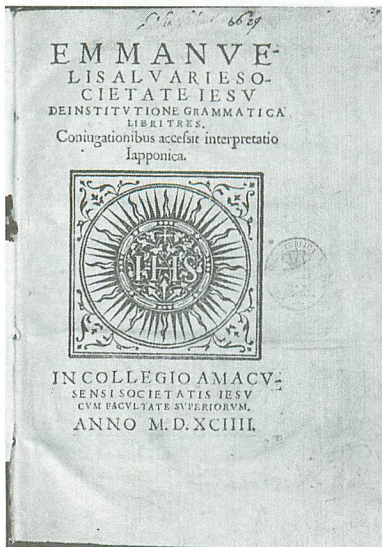 6629
EMMANVE-
LIS ALVARI E SO-
CIETATE IESV
DE INSTITVTIONE GRAMMATICA
LIBRI TRES.
Coniugationibus accessit interpretatio
Iapponica.
IHS
IN COLLEGIO AMACV-
SENSI SOCIETATIS IESV
CVM FACVLTATE SVPERIORVM.
ANNO M. D. XCIIII.